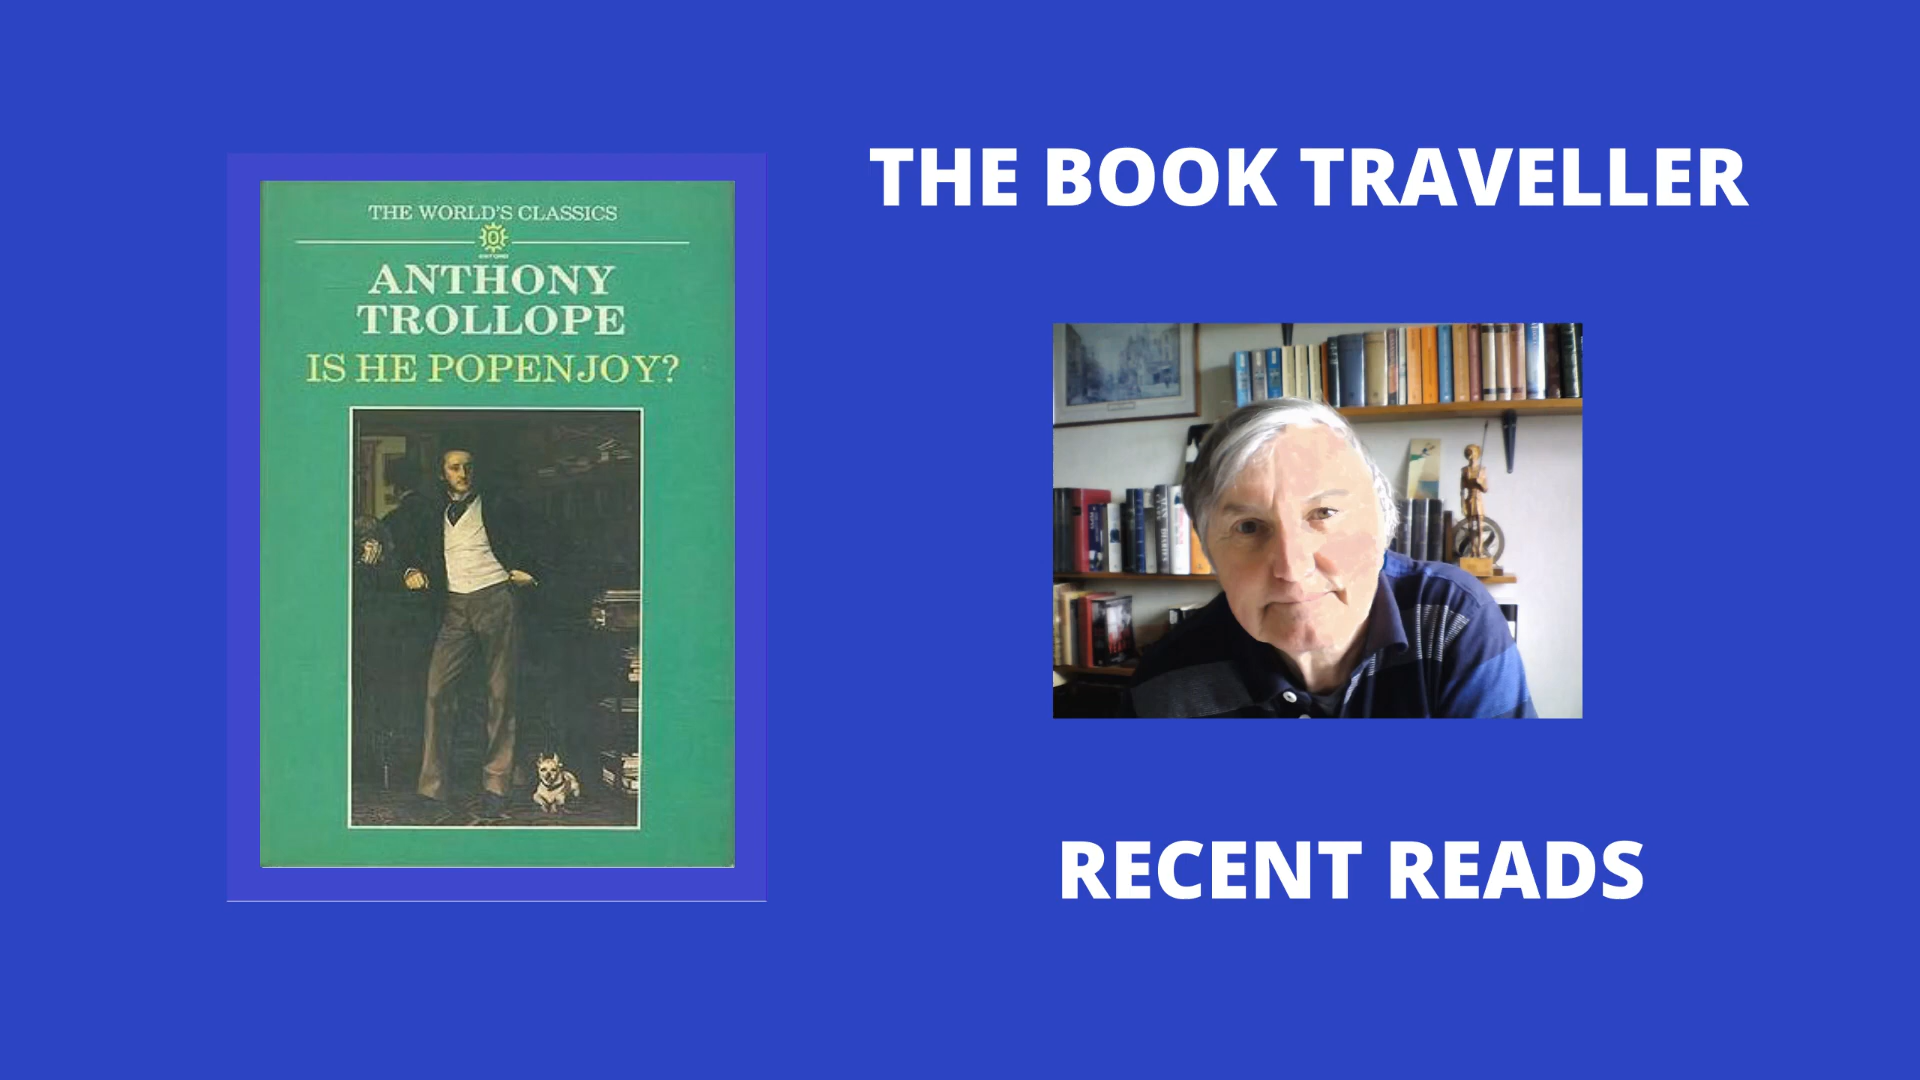 THE WORLD'S CLASSICS
ANTHONY
TROLLOPE
IS HE POPENJOY?
THE BOOK TRAVELLER
RECENT READS